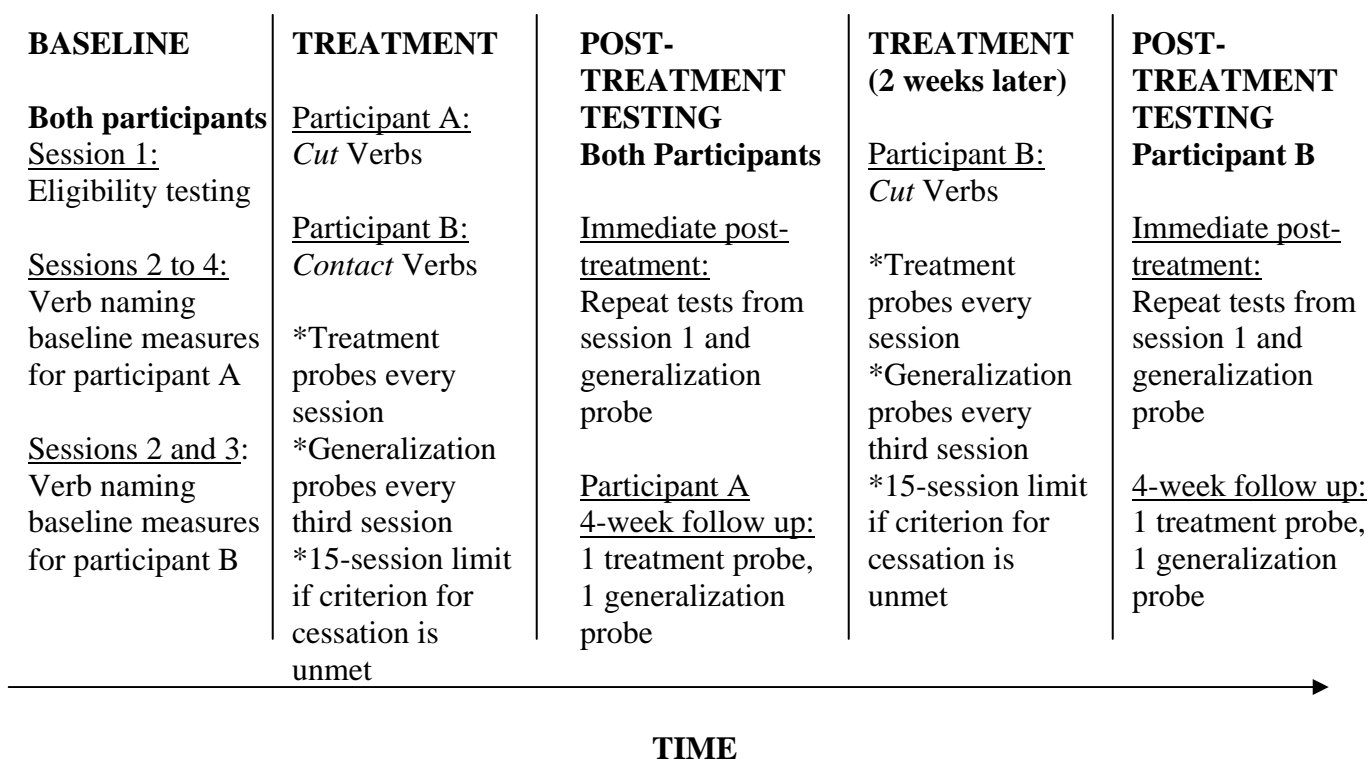 BASELINE
Both participants
Session 1:
Eligibility testing
Sessions 2 to 4:
Verb naming
baseline measures
for participant A
Sessions 2 and 3:
Verb naming
baseline measures
for participant B
TREATMENT
Participant A:
Cut Verbs
Participant B:
Contact Verbs
*Treatment
probes every
session
*Generalization
probes every
third session
*15-session limit
if criterion for
cessation is
unmet
POST-
TREATMENT
TESTING
Both Participants
Immediate post-
treatment:
Repeat tests from
session 1 and
generalization
probe
Participant A
4-week follow up:
1 treatment probe,
1 generalization
probe
TREATMENT
(2 weeks later)
Participant B:
Cut Verbs
*Treatment
probes every
session
*Generalization
probes every
third session
*15-session limit
if criterion for
cessation is
unmet
POST-
TREATMENT
TESTING
Participant B
Immediate post-
treatment:
Repeat tests from
session 1 and
generalization
probe
4-week follow up:
1 treatment probe,
1 generalization
probe
TIME